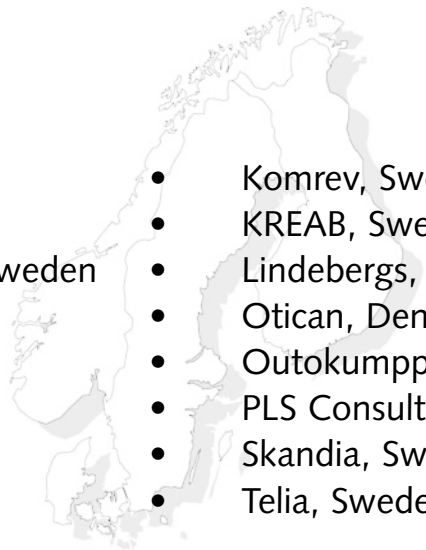 • Komrev, Swe
• KREAB, Swe
weden • Lindebergs,
• Otican, Den
• Outokumpp
• PLS Consult
• Skandia, Sw
• Telia, Swede